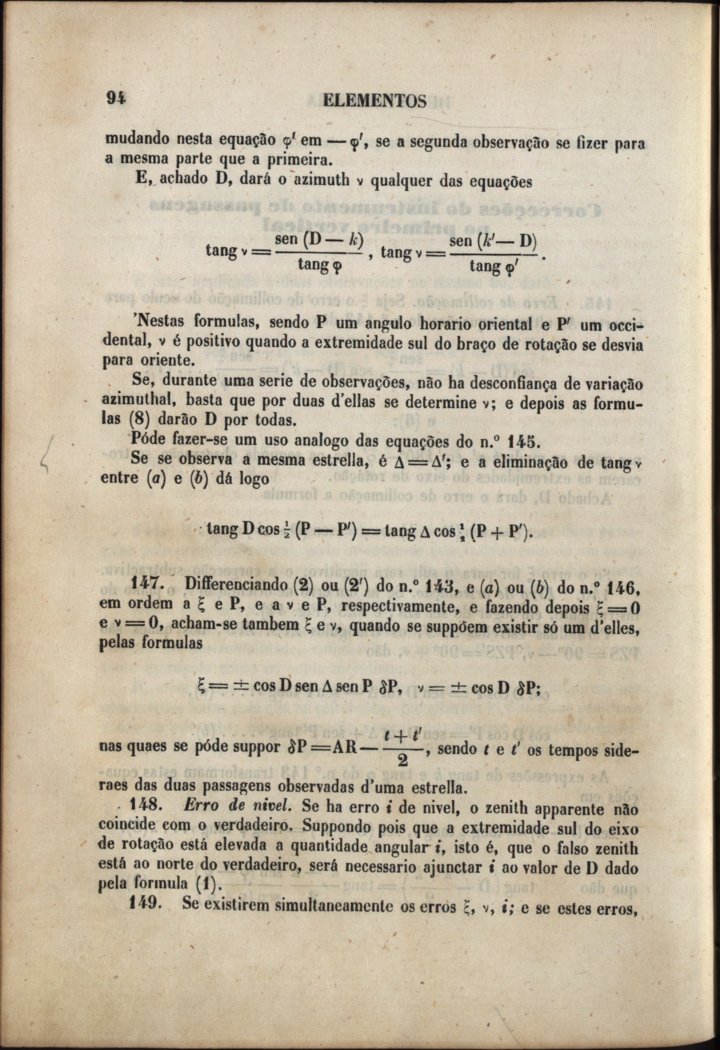 94 ELEMENTOS
mudando nesta equação φ′ em — φ′, se a segunda observação se fizer para
a mesma parte que a primeira.
E, achado D, dará o azimuth ν qualquer das equações
tang ν = sen (D — k) / tang φ , tang ν = sen (k′ — D) / tang φ′ .
Nestas formulas, sendo P um angulo horario oriental e P′ um occi-
dental, ν é positivo quando a extremidade sul do braço de rotação se desvia
para oriente.
Se, durante uma serie de observações, não ha desconfiança de variação
azimuthal, basta que por duas d'ellas se determine ν; e depois as formu-
las (8) darão D por todas.
Póde fazer-se um uso analogo das equações do n.º 145.
Se se observa a mesma estrella, é Δ = Δ′; e a eliminação de tang ν
entre (a) e (b) dá logo
tang D cos ½ (P — P′) = tang Δ cos ½ (P + P′).
147. Differenciando (2) ou (2′) do n.º 143, e (a) ou (b) do n.º 146,
em ordem a ξ e P, e a ν e P, respectivamente, e fazendo depois ξ = 0
e ν = 0, acham-se tambem ξ e ν, quando se suppõem existir só um d'elles,
pelas formulas
ξ = ± cos D sen Δ sen P δP, ν = ± cos D δP;
nas quaes se póde suppor δP = AR — (t + t′) / 2 , sendo t e t′ os tempos side-
raes das duas passagens observadas d'uma estrella.
148. Erro de nivel. Se ha erro i de nivel, o zenith apparente não
coincide com o verdadeiro. Suppondo pois que a extremidade sul do eixo
de rotação está elevada a quantidade angular i, isto é, que o falso zenith
está ao norte do verdadeiro, será necessario ajunctar i ao valor de D dado
pela formula (1).
149. Se existirem simultaneamente os erros ξ, ν, i; e se estes erros,